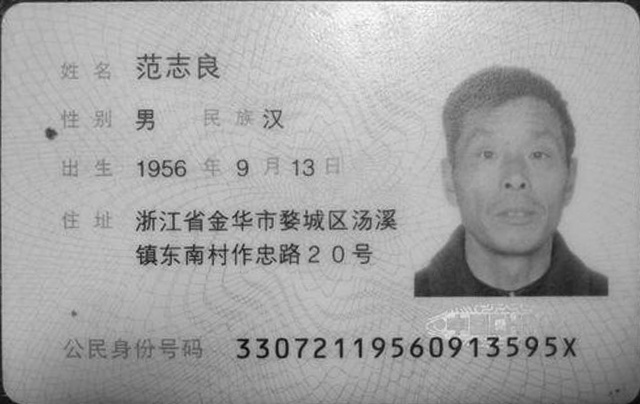 姓名 范志良
性别 男 民族 汉
出生 1956 年 9 月 13 日
住址 浙江省金华市婺城区汤溪
镇东南村作忠路２０号
公民身份号码 33072119560913595X